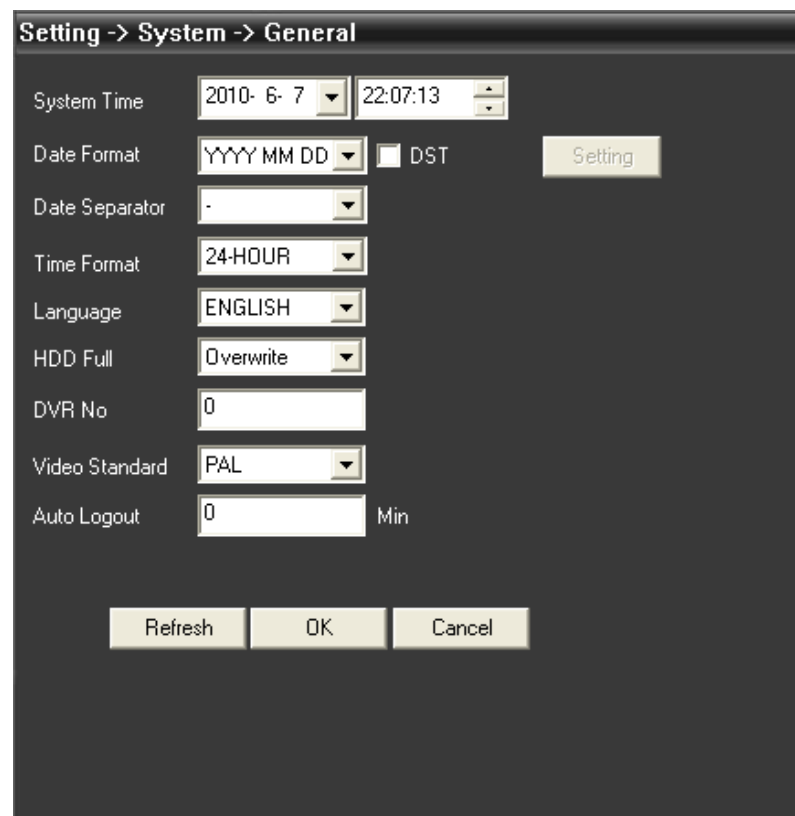 Setting -> System -> General
System Time 2010- 6- 7 22:07:13
Date Format YYYY MM DD DST Setting
Date Separator -
Time Format 24-HOUR
Language ENGLISH
HDD Full Overwrite
DVR No 0
Video Standard PAL
Auto Logout 0 Min
Refresh OK Cancel